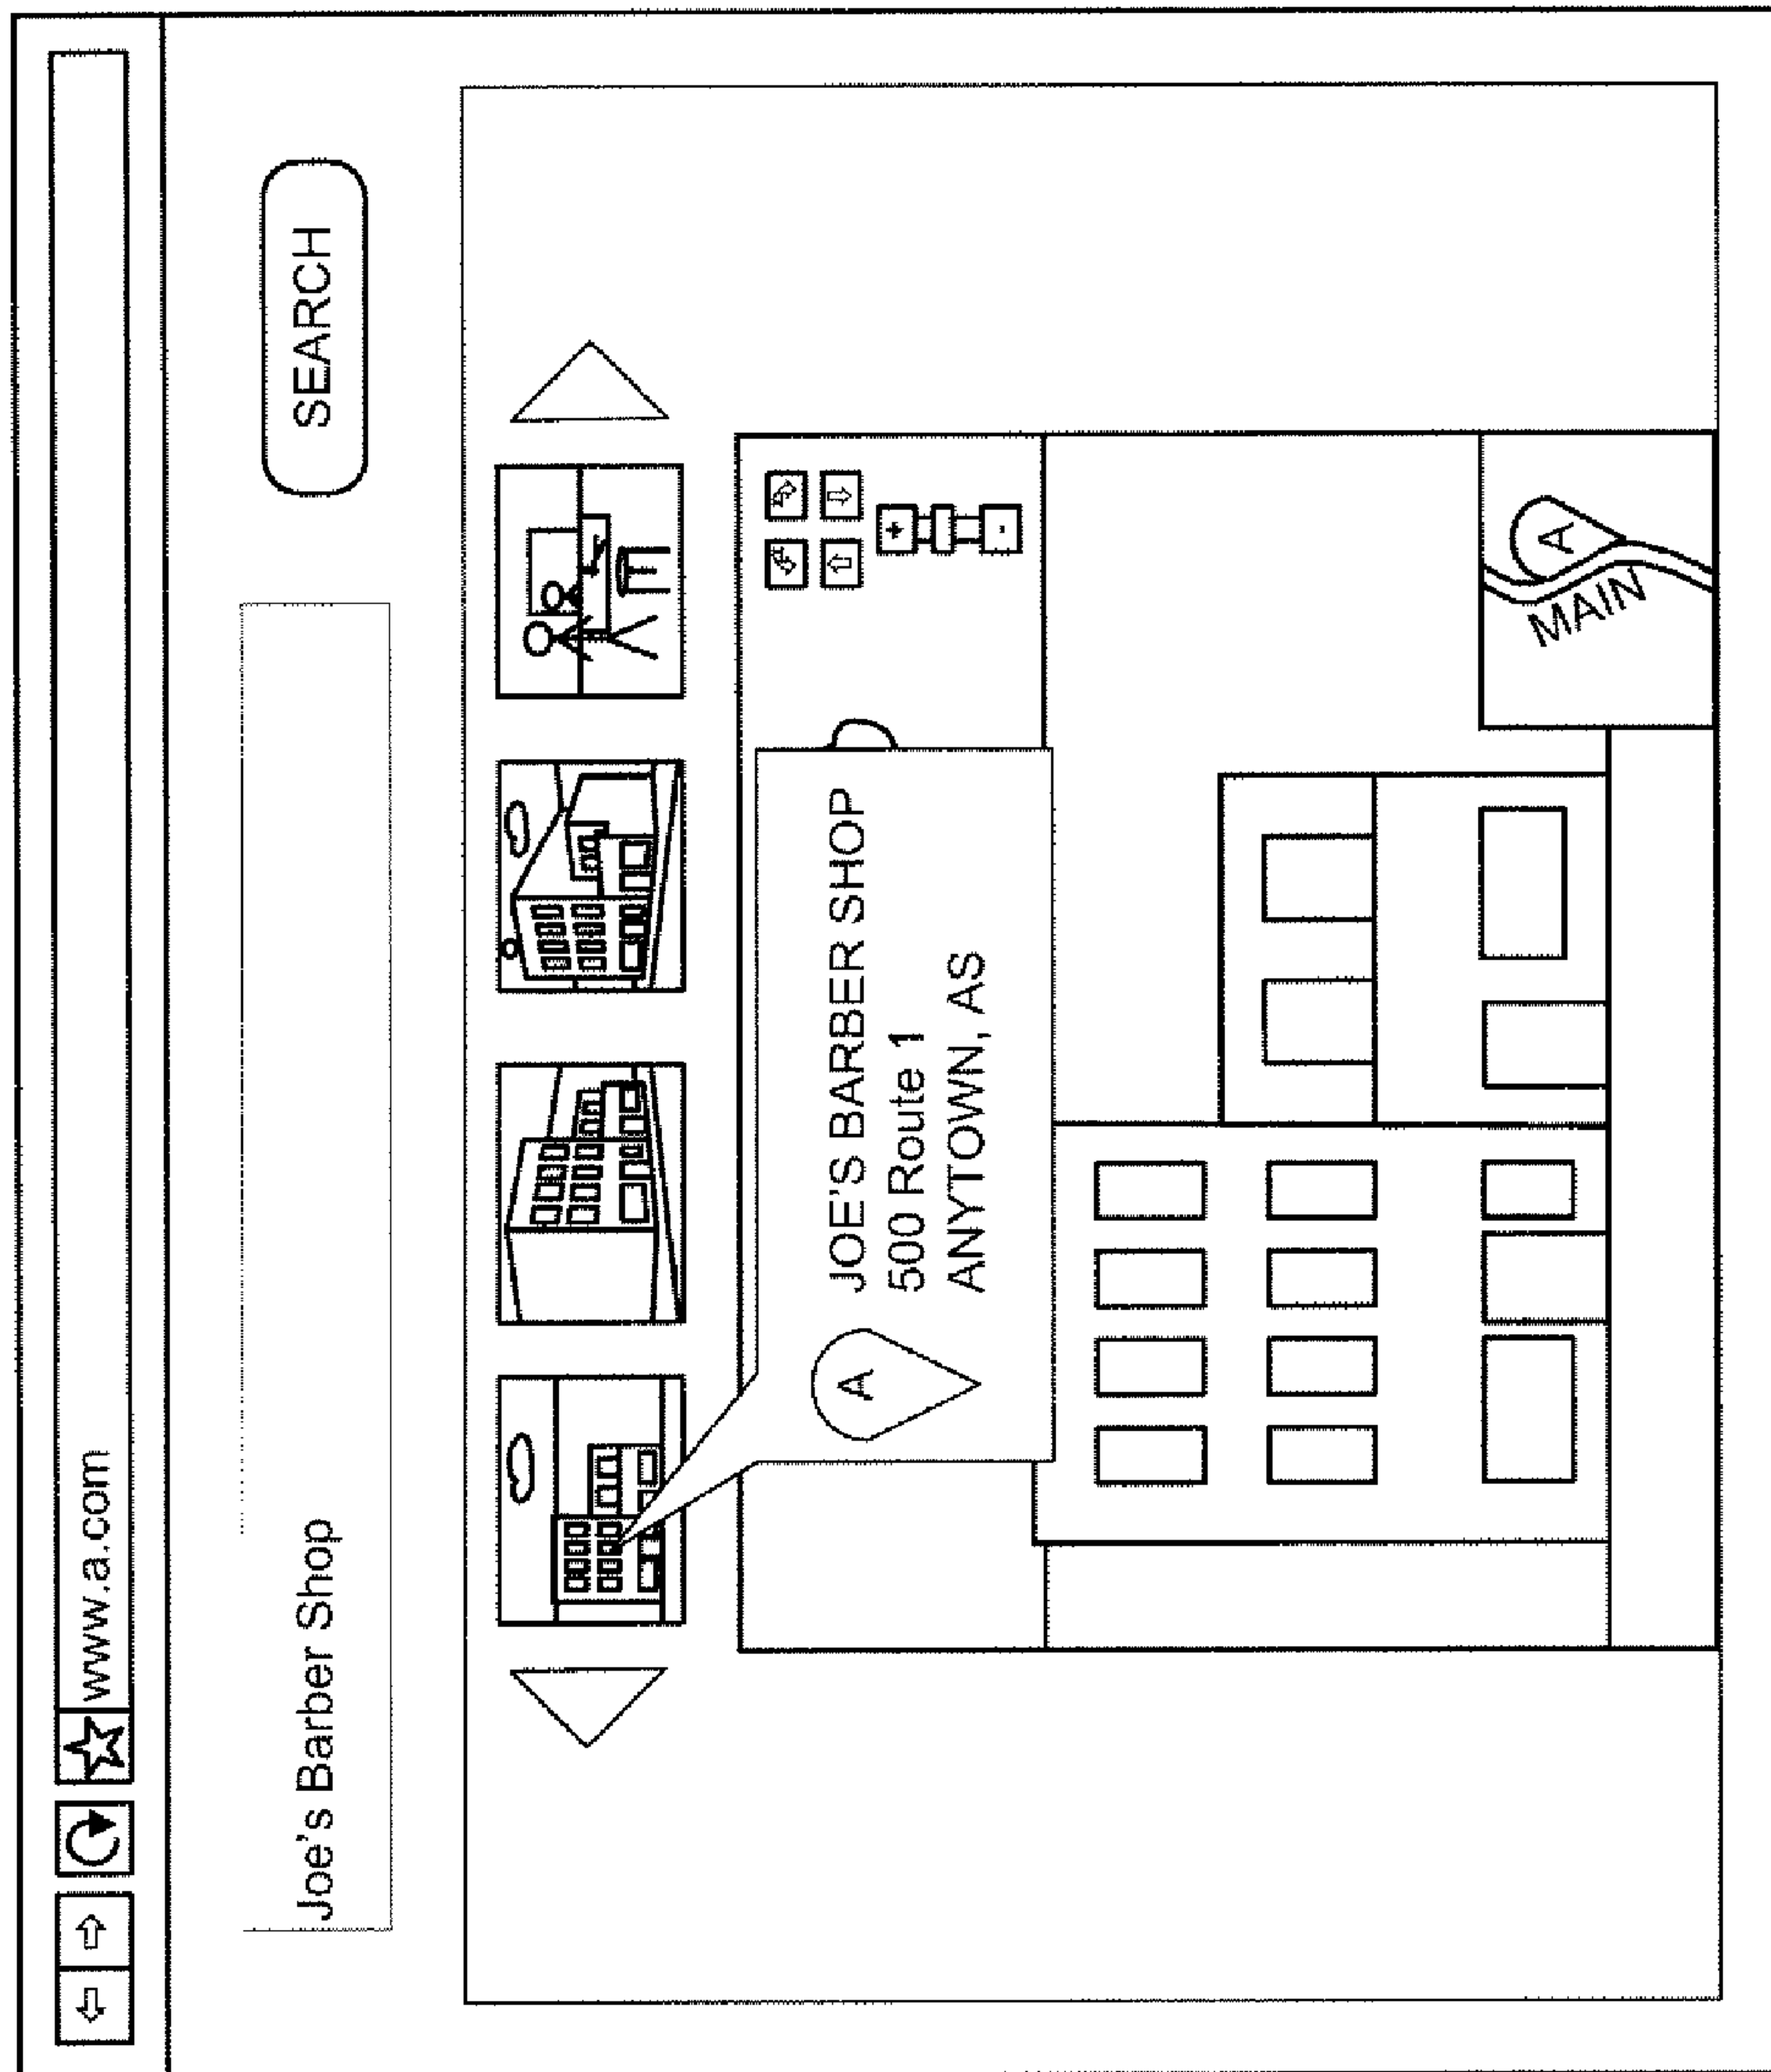 www.a.com
Joe's Barber Shop
SEARCH
+
-
A
JOE'S BARBER SHOP
500 Route 1
ANYTOWN, AS
A
MAIN